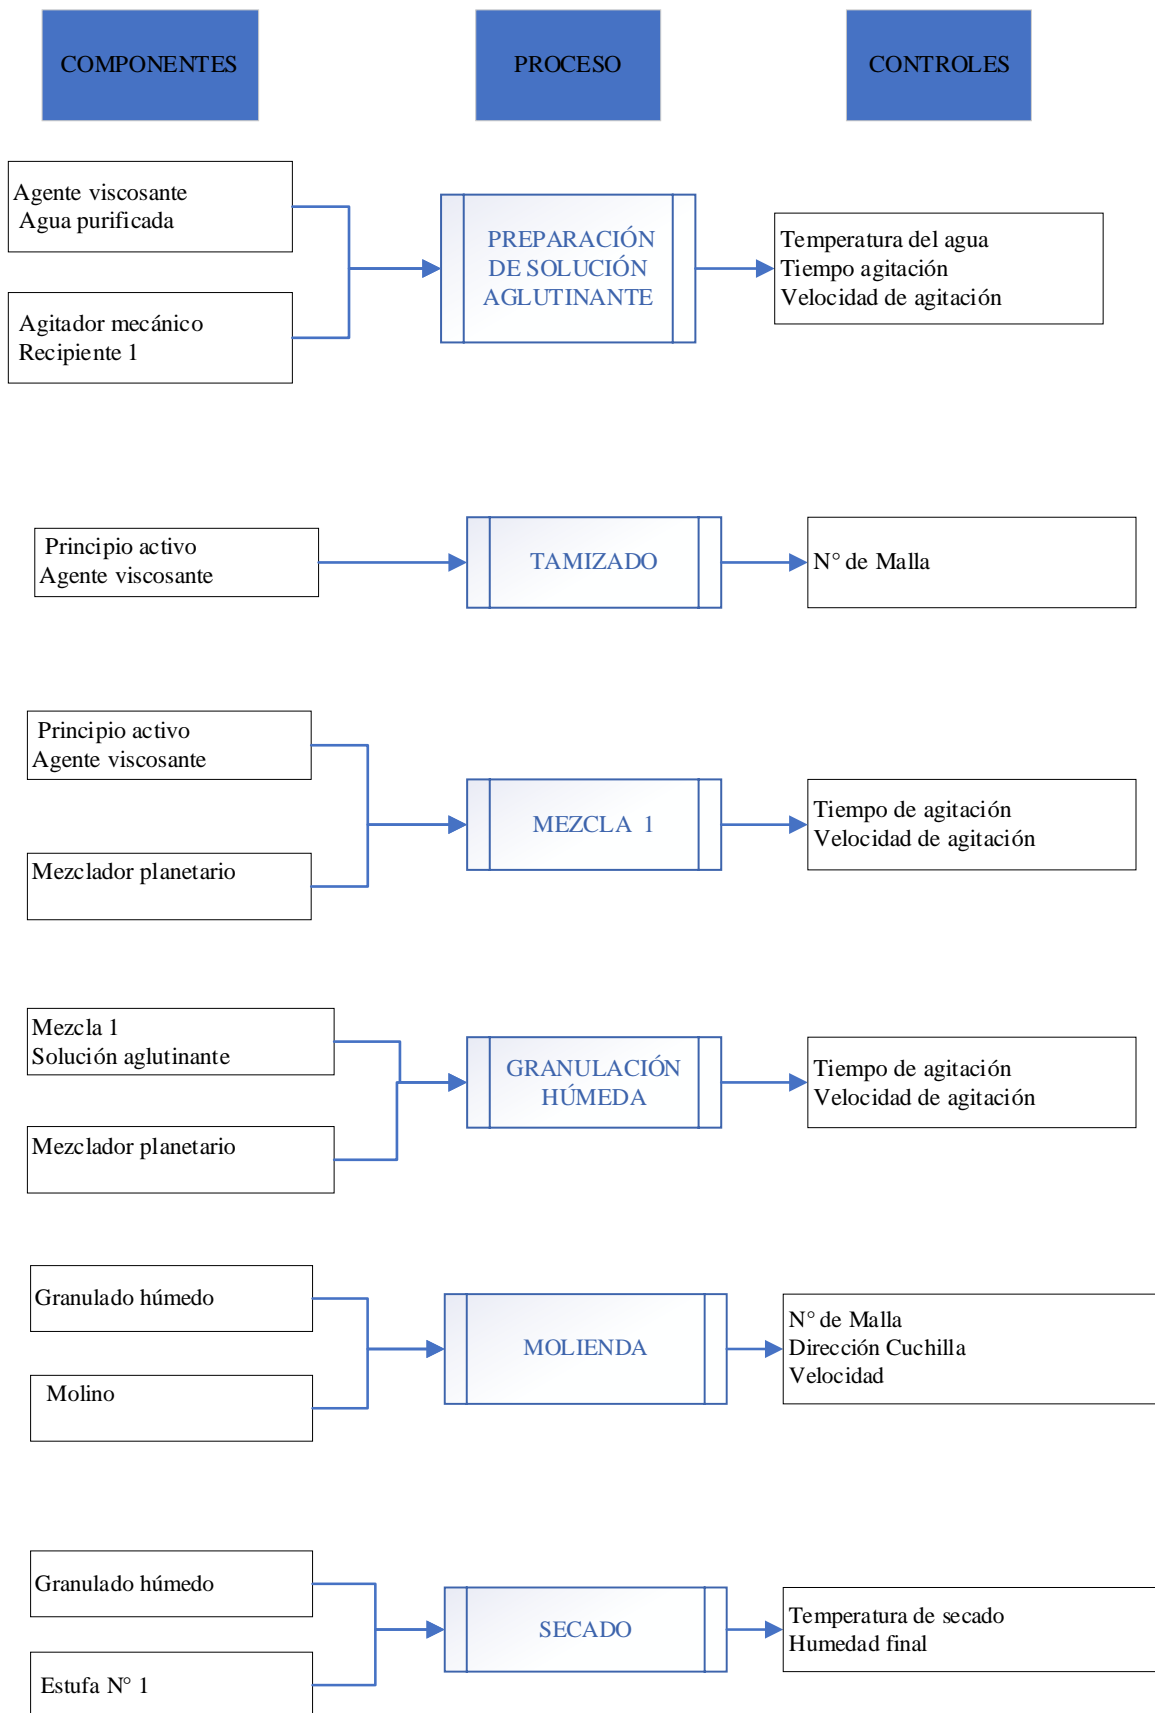 COMPONENTES
PROCESO
CONTROLES
Agente viscosante
Agua purificada
Agitador mecánico
Recipiente 1
PREPARACIÓN
DE SOLUCIÓN
AGLUTINANTE
Temperatura del agua
Tiempo agitación
Velocidad de agitación
Principio activo
Agente viscosante
TAMIZADO
N° de Malla
Principio activo
Agente viscosante
Mezclador planetario
MEZCLA 1
Tiempo de agitación
Velocidad de agitación
Mezcla 1
Solución aglutinante
Mezclador planetario
GRANULACIÓN
HÚMEDA
Tiempo de agitación
Velocidad de agitación
Granulado húmedo
Molino
MOLIENDA
N° de Malla
Dirección Cuchilla
Velocidad
Granulado húmedo
Estufa N° 1
SECADO
Temperatura de secado
Humedad final